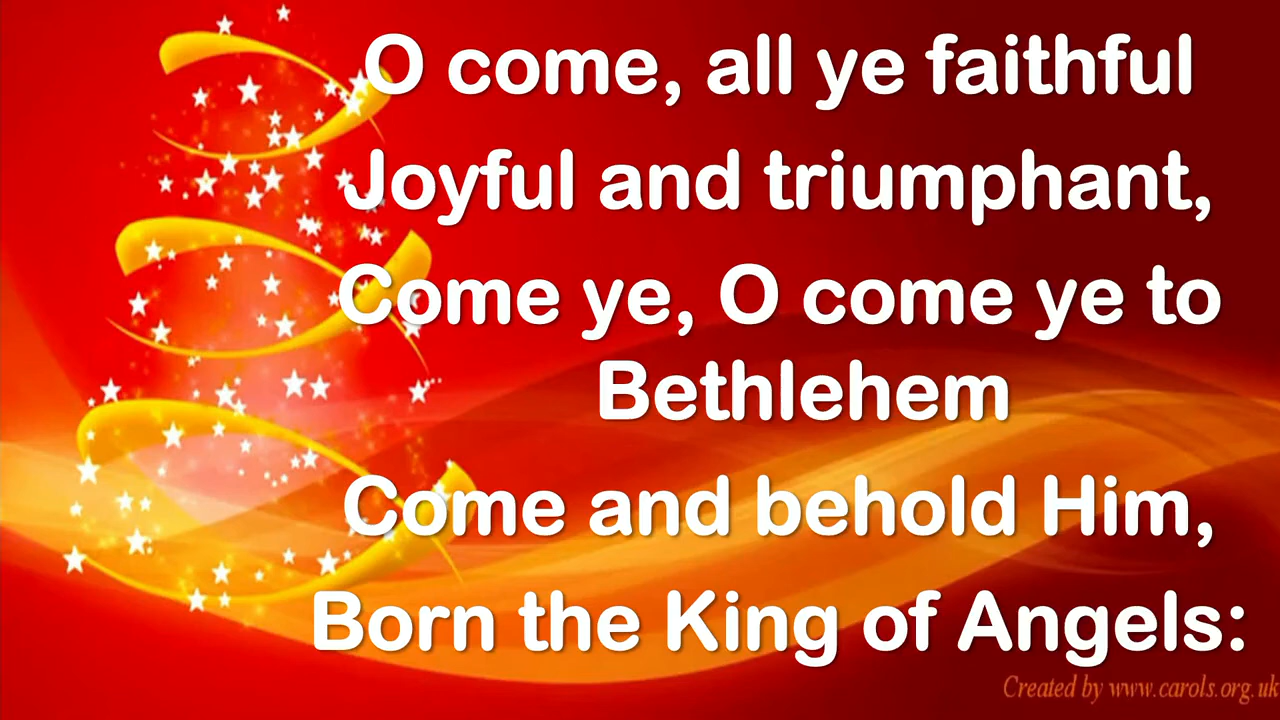 O come, all ye faithful
Joyful and triumphant,
Come ye, O come ye to
Bethlehem
Come and behold Him,
Born the King of Angels:
Created by www.carols.org.uk